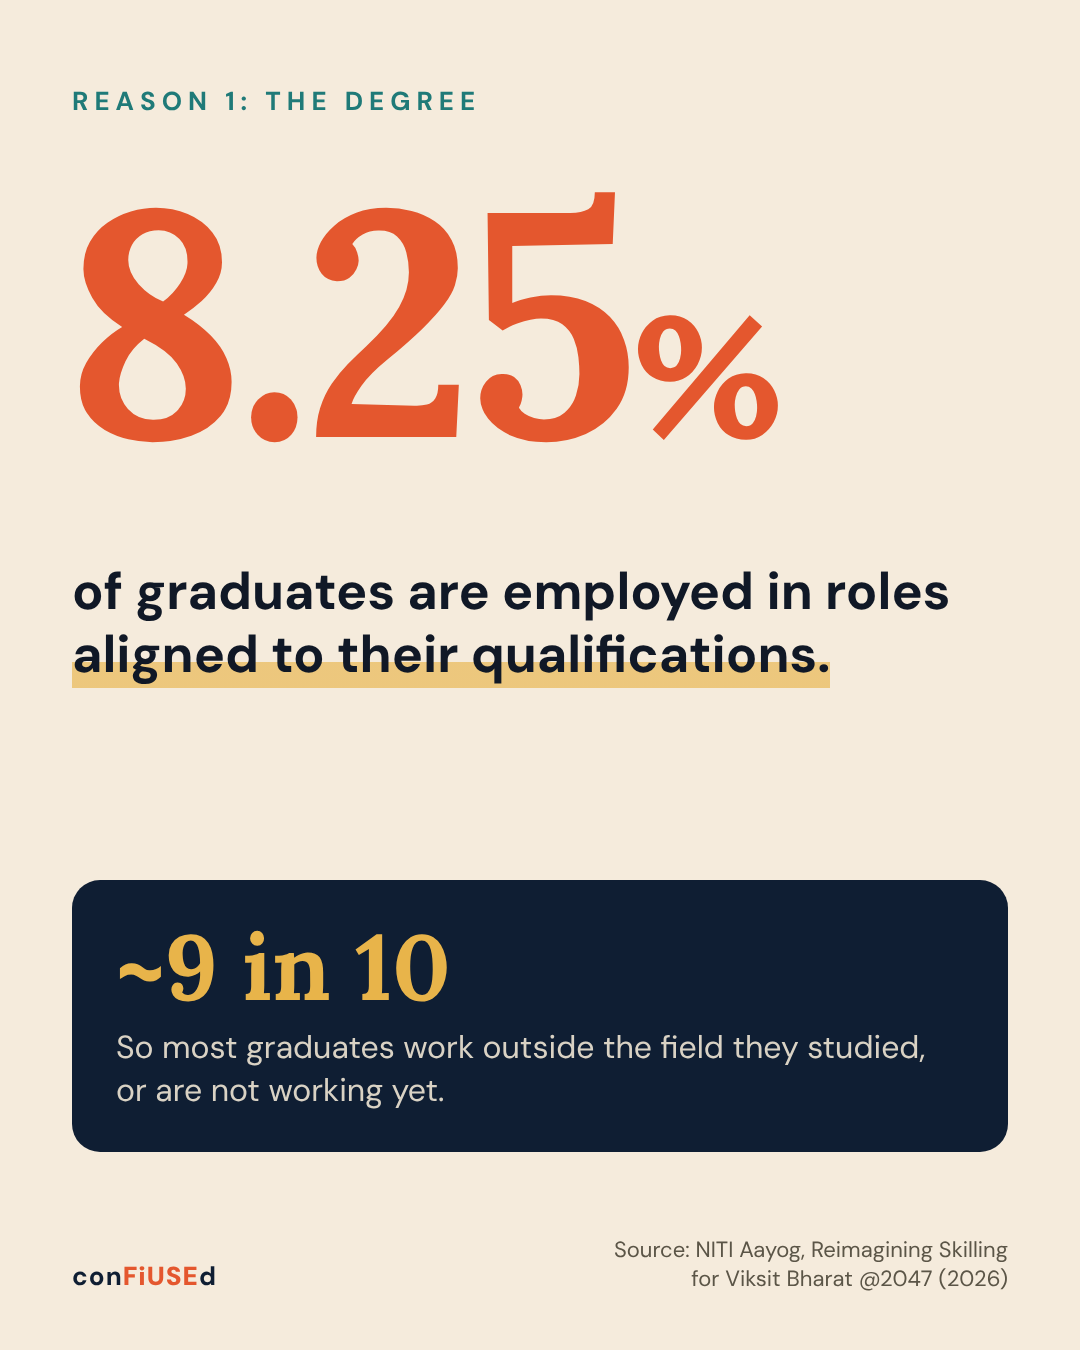 REASON 1: THE DEGREE
8.25%
of graduates are employed in roles
aligned to their qualifications.
~9 in 10
So most graduates work outside the field they studied,
or are not working yet.
conFiUSEd
Source: NITI Aayog, Reimagining Skilling
for Viksit Bharat @2047 (2026)